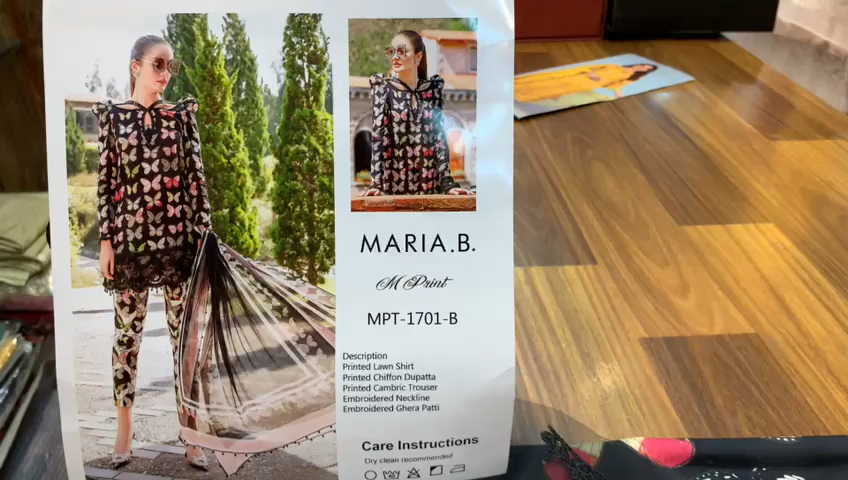 MARIA.B.
M Print
MPT-1701-B
Description
Printed Lawn Shirt
Printed Chiffon Dupatta
Printed Cambric Trouser
Embroidered Neckline
Embroidered Ghera Patti
Care Instructions
Dry clean recommended